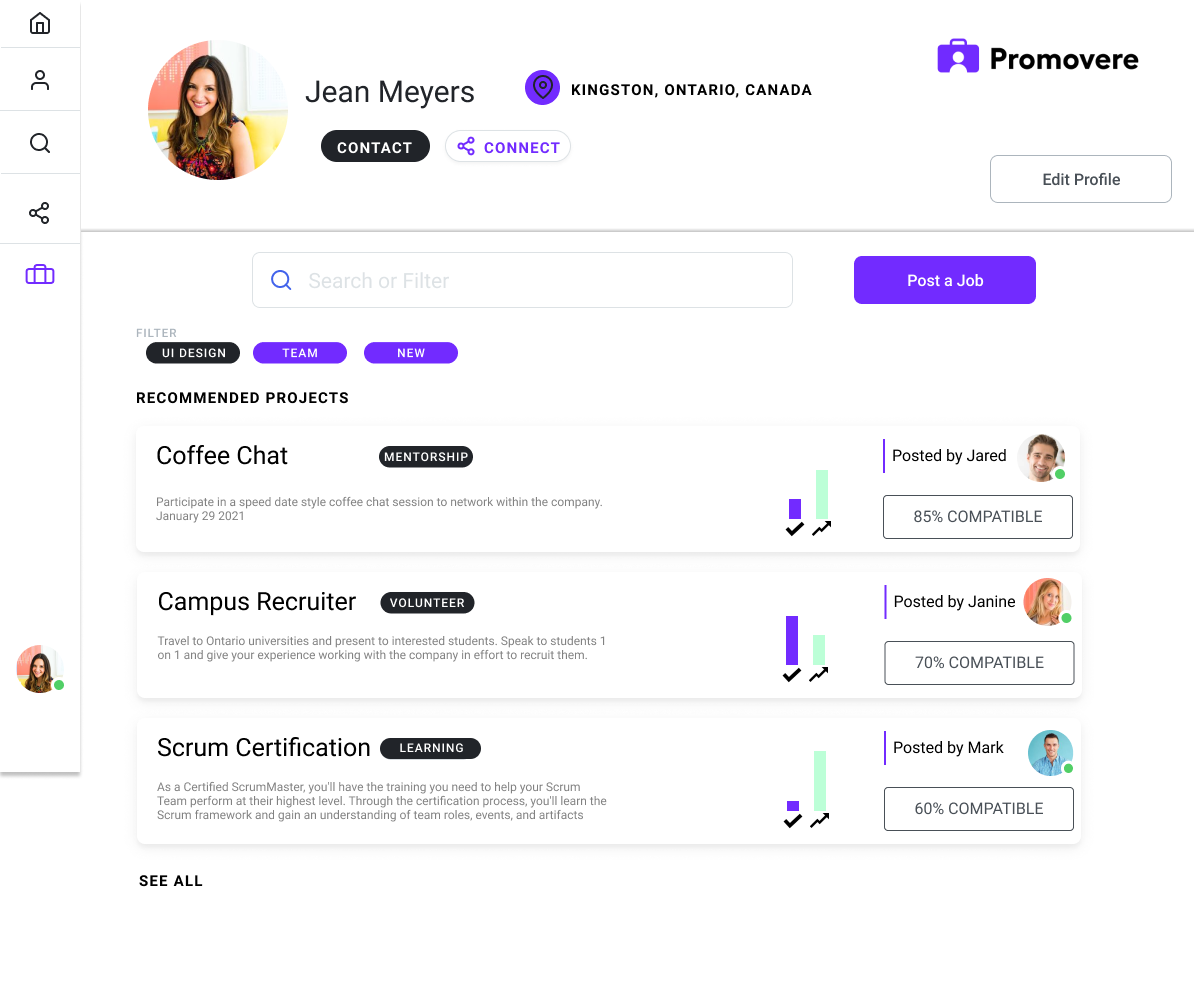 Promovere
Jean Meyers
KINGSTON, ONTARIO, CANADA
CONTACT
CONNECT
Edit Profile
Search or Filter
Post a Job
FILTER
UI DESIGN
TEAM
NEW
RECOMMENDED PROJECTS
Coffee Chat
MENTORSHIP
Posted by Jared
Participate in a speed date style coffee chat session to network within the company.
January 29 2021
85% COMPATIBLE
Campus Recruiter
VOLUNTEER
Posted by Janine
Travel to Ontario universities and present to interested students. Speak to students 1
on 1 and give your experience working with the company in effort to recruit them.
70% COMPATIBLE
Scrum Certification
LEARNING
Posted by Mark
As a Certified ScrumMaster, you'll have the training you need to help your Scrum
Team perform at their highest level. Through the certification process, you'll learn the
Scrum framework and gain an understanding of team roles, events, and artifacts
60% COMPATIBLE
SEE ALL